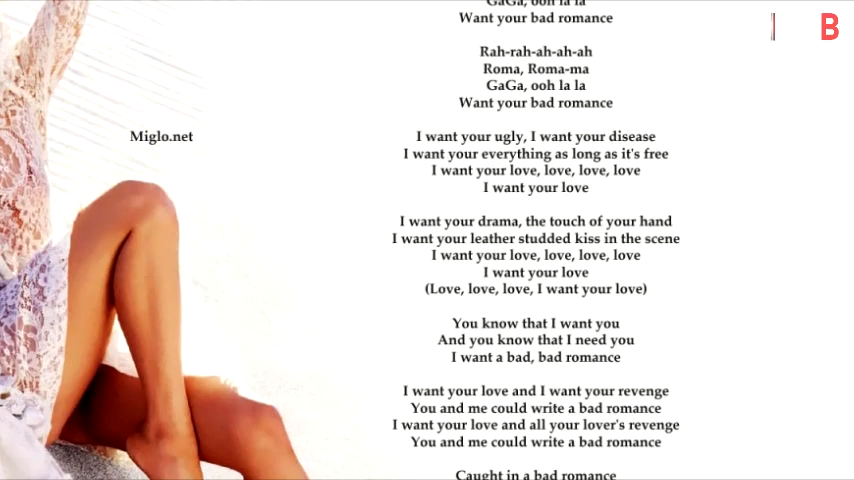 GaGa, ooh la la
Want your bad romance
Rah-rah-ah-ah-ah
Roma, Roma-ma
GaGa, ooh la la
Want your bad romance
I want your ugly, I want your disease
I want your everything as long as it's free
I want your love, love, love, love
I want your love
I want your drama, the touch of your hand
I want your leather studded kiss in the scene
I want your love, love, love, love
I want your love
(Love, love, love, I want your love)
You know that I want you
And you know that I need you
I want a bad, bad romance
I want your love and I want your revenge
You and me could write a bad romance
I want your love and all your lover's revenge
You and me could write a bad romance
Caught in a bad romance
Miglo.net
B